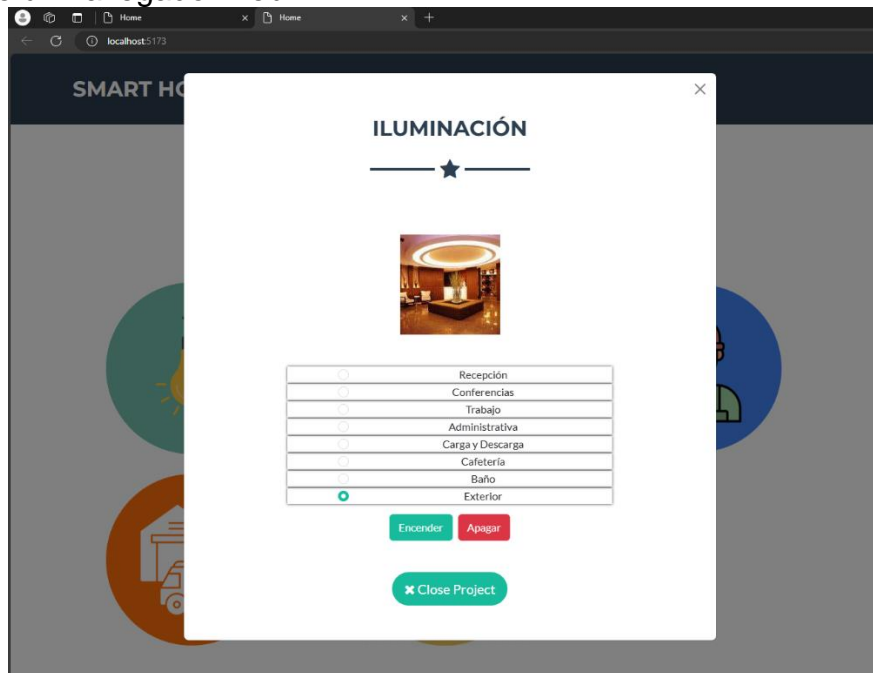 Home
Home
localhost:5173
SMART HO
ILUMINACIÓN
Recepción
Conferencias
Trabajo
Administrativa
Carga y Descarga
Cafetería
Baño
Exterior
Encender Apagar
Close Project